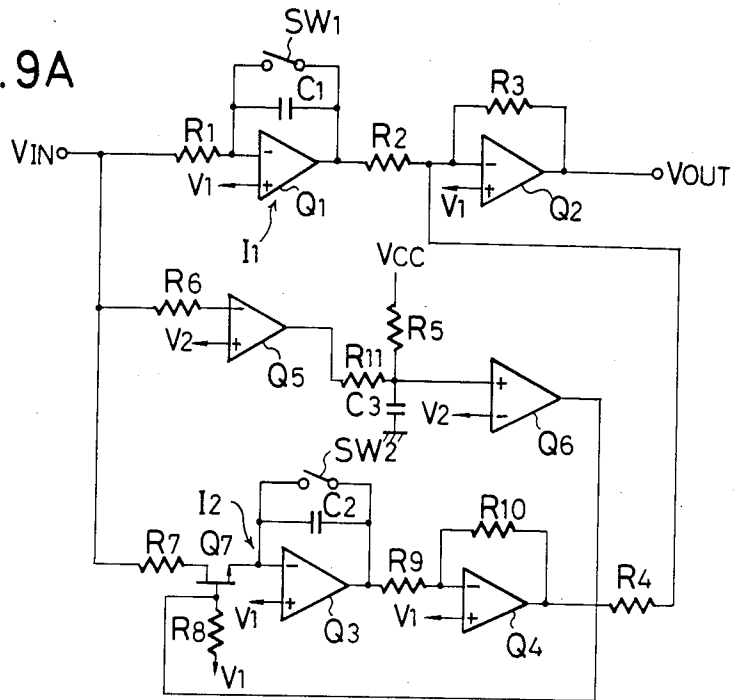 .9A
SW1
C1
R3
R1
R2
VIN
-
+
-
+
VOUT
V1
Q1
V1
Q2
I1
VCC
R6
R5
-
+
V2
Q5
R11
+
-
C3
V2
Q6
SW2
I2
C2
R10
R7
Q7
R9
-
+
-
+
R4
V1
Q3
V1
Q4
R8
V1